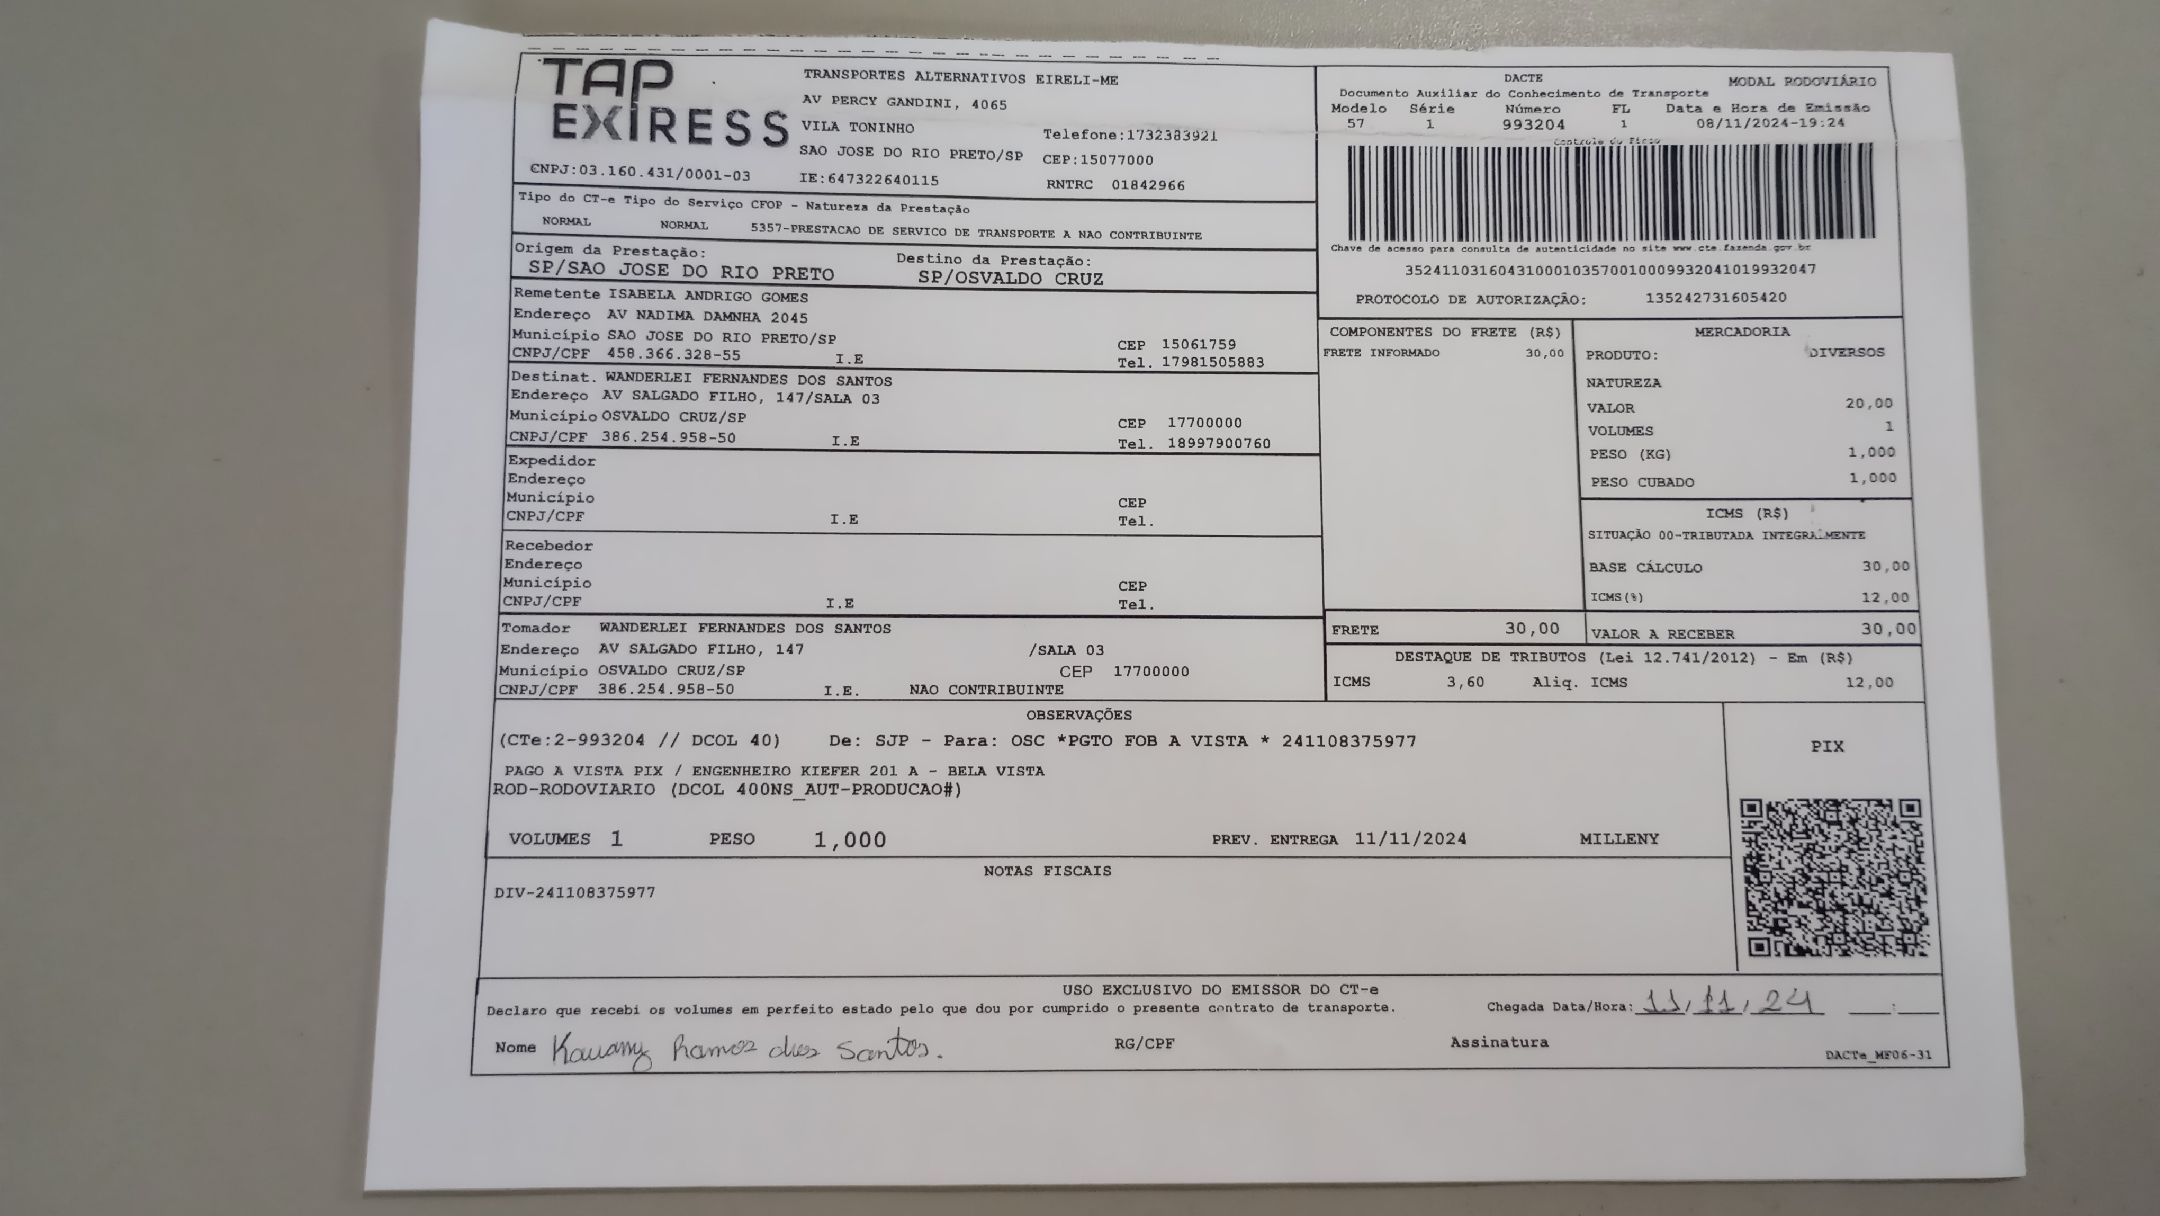 TAP
EXIRESS
CNPJ:03.160.431/0001-03
TRANSPORTES ALTERNATIVOS EIRELI-ME
AV PERCY GANDINI, 4065
VILA TONINHO Telefone:1732383921
SAO JOSE DO RIO PRETO/SP CEP:15077000
IE:647322640115 RNTRC 01842966
DACTE MODAL RODOVIÁRIO
Documento Auxiliar do Conhecimento de Transporte
Modelo Série Número FL Data e Hora de Emissão
57 1 993204 1 08/11/2024-19:24
Controle do Fisco
Chave de acesso para consulta de autenticidade no site www.cte.fazenda.gov.br
35241103160431000103570010009932041019932047
PROTOCOLO DE AUTORIZAÇÃO: 135242731605420
Tipo do CT-e Tipo do Serviço CFOP - Natureza da Prestação
NORMAL NORMAL 5357-PRESTACAO DE SERVICO DE TRANSPORTE A NAO CONTRIBUINTE
Origem da Prestação: Destino da Prestação:
SP/SAO JOSE DO RIO PRETO SP/OSVALDO CRUZ
Remetente ISABELA ANDRIGO GOMES
Endereço AV NADIMA DAMNHA 2045
Município SAO JOSE DO RIO PRETO/SP CEP 15061759
CNPJ/CPF 458.366.328-55 I.E Tel. 17981505883
Destinat. WANDERLEI FERNANDES DOS SANTOS
Endereço AV SALGADO FILHO, 147/SALA 03
Município OSVALDO CRUZ/SP CEP 17700000
CNPJ/CPF 386.254.958-50 I.E Tel. 18997900760
Expedidor
Endereço
Município CEP
CNPJ/CPF I.E Tel.
Recebedor
Endereço
Município CEP
CNPJ/CPF I.E Tel.
Tomador WANDERLEI FERNANDES DOS SANTOS
Endereço AV SALGADO FILHO, 147 /SALA 03
Município OSVALDO CRUZ/SP CEP 17700000
CNPJ/CPF 386.254.958-50 I.E. NAO CONTRIBUINTE
COMPONENTES DO FRETE (R$)
FRETE INFORMADO 30,00
MERCADORIA
PRODUTO: DIVERSOS
NATUREZA
VALOR 20,00
VOLUMES 1
PESO (KG) 1,000
PESO CUBADO 1,000
ICMS (R$)
SITUAÇÃO 00-TRIBUTADA INTEGRALMENTE
BASE CÁLCULO 30,00
ICMS(%) 12,00
FRETE 30,00 VALOR A RECEBER 30,00
DESTAQUE DE TRIBUTOS (Lei 12.741/2012) - Em (R$)
ICMS 3,60 Aliq. ICMS 12,00
OBSERVAÇÕES
(CTe:2-993204 // DCOL 40) De: SJP - Para: OSC *PGTO FOB A VISTA * 241108375977
PAGO A VISTA PIX / ENGENHEIRO KIEFER 201 A - BELA VISTA
ROD-RODOVIARIO (DCOL 400NS_AUT-PRODUCAO#)
VOLUMES 1 PESO 1,000 PREV. ENTREGA 11/11/2024 MILLENY
PIX
NOTAS FISCAIS
DIV-241108375977
USO EXCLUSIVO DO EMISSOR DO CT-e
Declaro que recebi os volumes em perfeito estado pelo que dou por cumprido o presente contrato de transporte. Chegada Data/Hora: 11/11/24 __:__
Nome Kauany Ramos dos Santos. RG/CPF Assinatura
DACTe_MF06-31